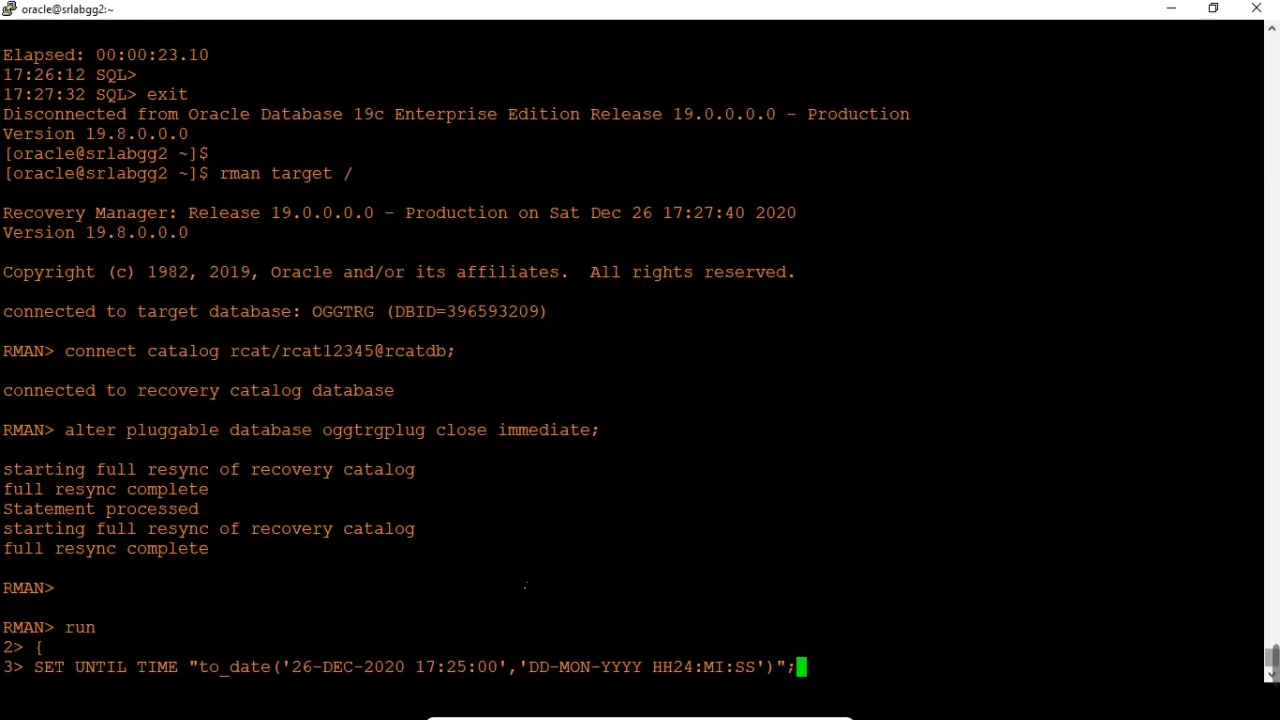 oracle@srlabgg2:~
Elapsed: 00:00:23.10
17:26:12 SQL>
17:27:32 SQL> exit
Disconnected from Oracle Database 19c Enterprise Edition Release 19.0.0.0.0 - Production
Version 19.8.0.0.0
[oracle@srlabgg2 ~]$
[oracle@srlabgg2 ~]$ rman target /
Recovery Manager: Release 19.0.0.0.0 - Production on Sat Dec 26 17:27:40 2020
Version 19.8.0.0.0
Copyright (c) 1982, 2019, Oracle and/or its affiliates.  All rights reserved.
connected to target database: OGGTRG (DBID=396593209)
RMAN> connect catalog rcat/rcat12345@rcatdb;
connected to recovery catalog database
RMAN> alter pluggable database oggtrgplug close immediate;
starting full resync of recovery catalog
full resync complete
Statement processed
starting full resync of recovery catalog
full resync complete
RMAN>
RMAN> run
2> {
3> SET UNTIL TIME "to_date('26-DEC-2020 17:25:00','DD-MON-YYYY HH24:MI:SS')";